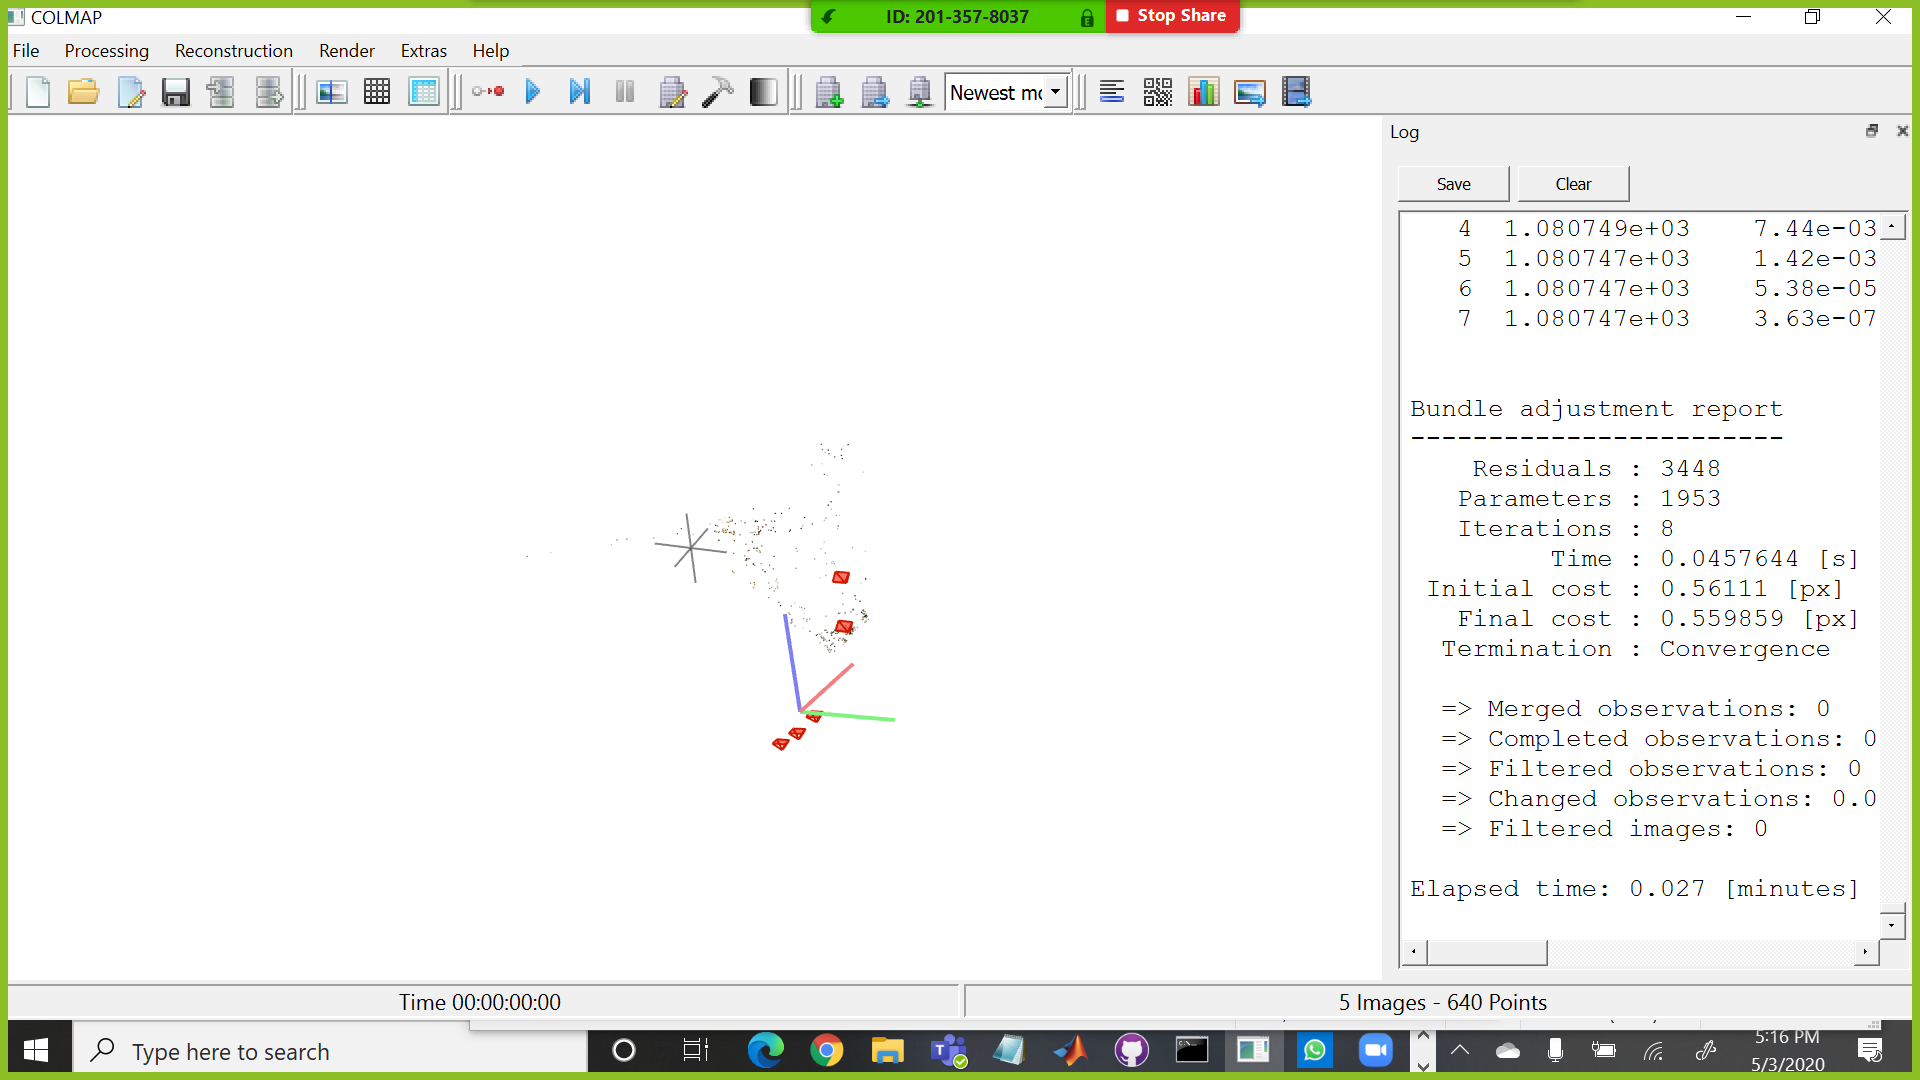 COLMAP
ID: 201-357-8037
Stop Share
File Processing Reconstruction Render Extras Help
Log
Save Clear
4 1.080749e+03 7.44e-03
5 1.080747e+03 1.42e-03
6 1.080747e+03 5.38e-05
7 1.080747e+03 3.63e-07
Bundle adjustment report
------------------------
Residuals : 3448
Parameters : 1953
Iterations : 8
Time : 0.0457644 [s]
Initial cost : 0.56111 [px]
Final cost : 0.559859 [px]
Termination : Convergence
=> Merged observations: 0
=> Completed observations: 0
=> Filtered observations: 0
=> Changed observations: 0.0
=> Filtered images: 0
Elapsed time: 0.027 [minutes]
Time 00:00:00:00
5 Images - 640 Points
Type here to search
5:16 PM
5/3/2020